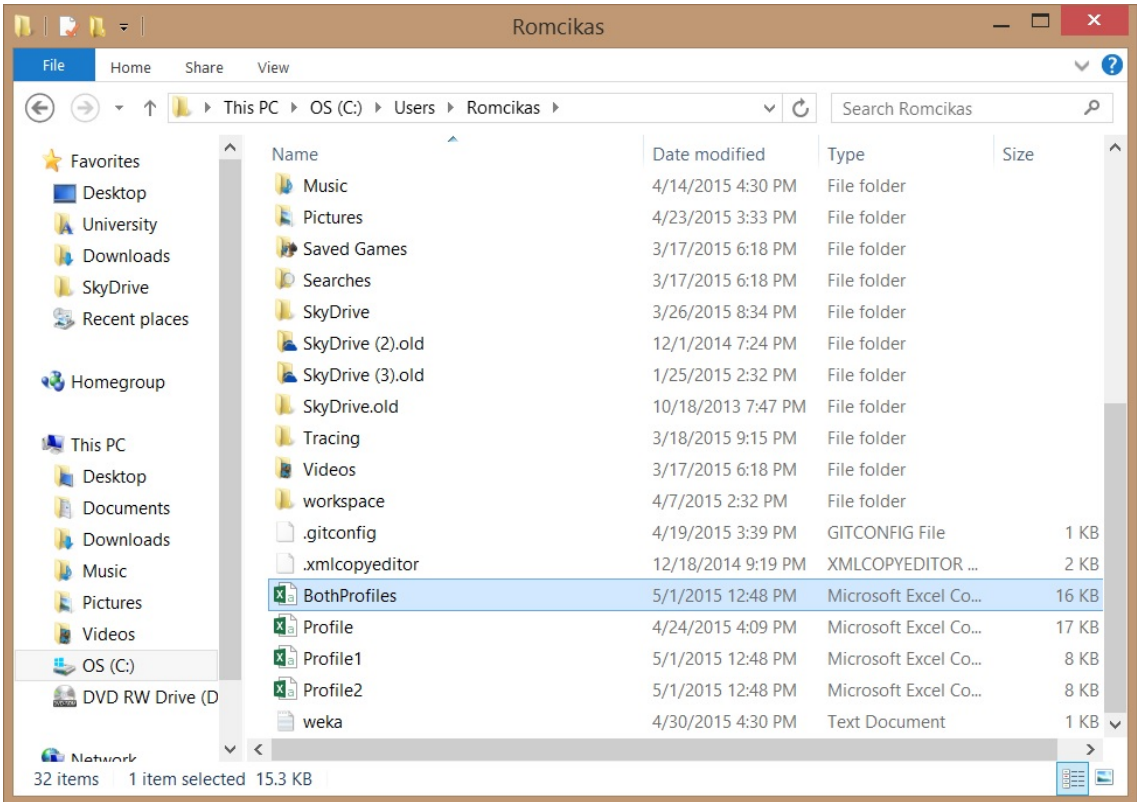 Romcikas
File Home Share View
This PC OS (C:) Users Romcikas Search Romcikas
Favorites
Desktop
University
Downloads
SkyDrive
Recent places
Homegroup
This PC
Desktop
Documents
Downloads
Music
Pictures
Videos
OS (C:)
DVD RW Drive (D
Network
Name Date modified Type Size
Music 4/14/2015 4:30 PM File folder
Pictures 4/23/2015 3:33 PM File folder
Saved Games 3/17/2015 6:18 PM File folder
Searches 3/17/2015 6:18 PM File folder
SkyDrive 3/26/2015 8:34 PM File folder
SkyDrive (2).old 12/1/2014 7:24 PM File folder
SkyDrive (3).old 1/25/2015 2:32 PM File folder
SkyDrive.old 10/18/2013 7:47 PM File folder
Tracing 3/18/2015 9:15 PM File folder
Videos 3/17/2015 6:18 PM File folder
workspace 4/7/2015 2:32 PM File folder
.gitconfig 4/19/2015 3:39 PM GITCONFIG File 1 KB
.xmlcopyeditor 12/18/2014 9:19 PM XMLCOPYEDITOR ... 2 KB
BothProfiles 5/1/2015 12:48 PM Microsoft Excel Co... 16 KB
Profile 4/24/2015 4:09 PM Microsoft Excel Co... 17 KB
Profile1 5/1/2015 12:48 PM Microsoft Excel Co... 8 KB
Profile2 5/1/2015 12:48 PM Microsoft Excel Co... 8 KB
weka 4/30/2015 4:30 PM Text Document 1 KB
32 items 1 item selected 15.3 KB